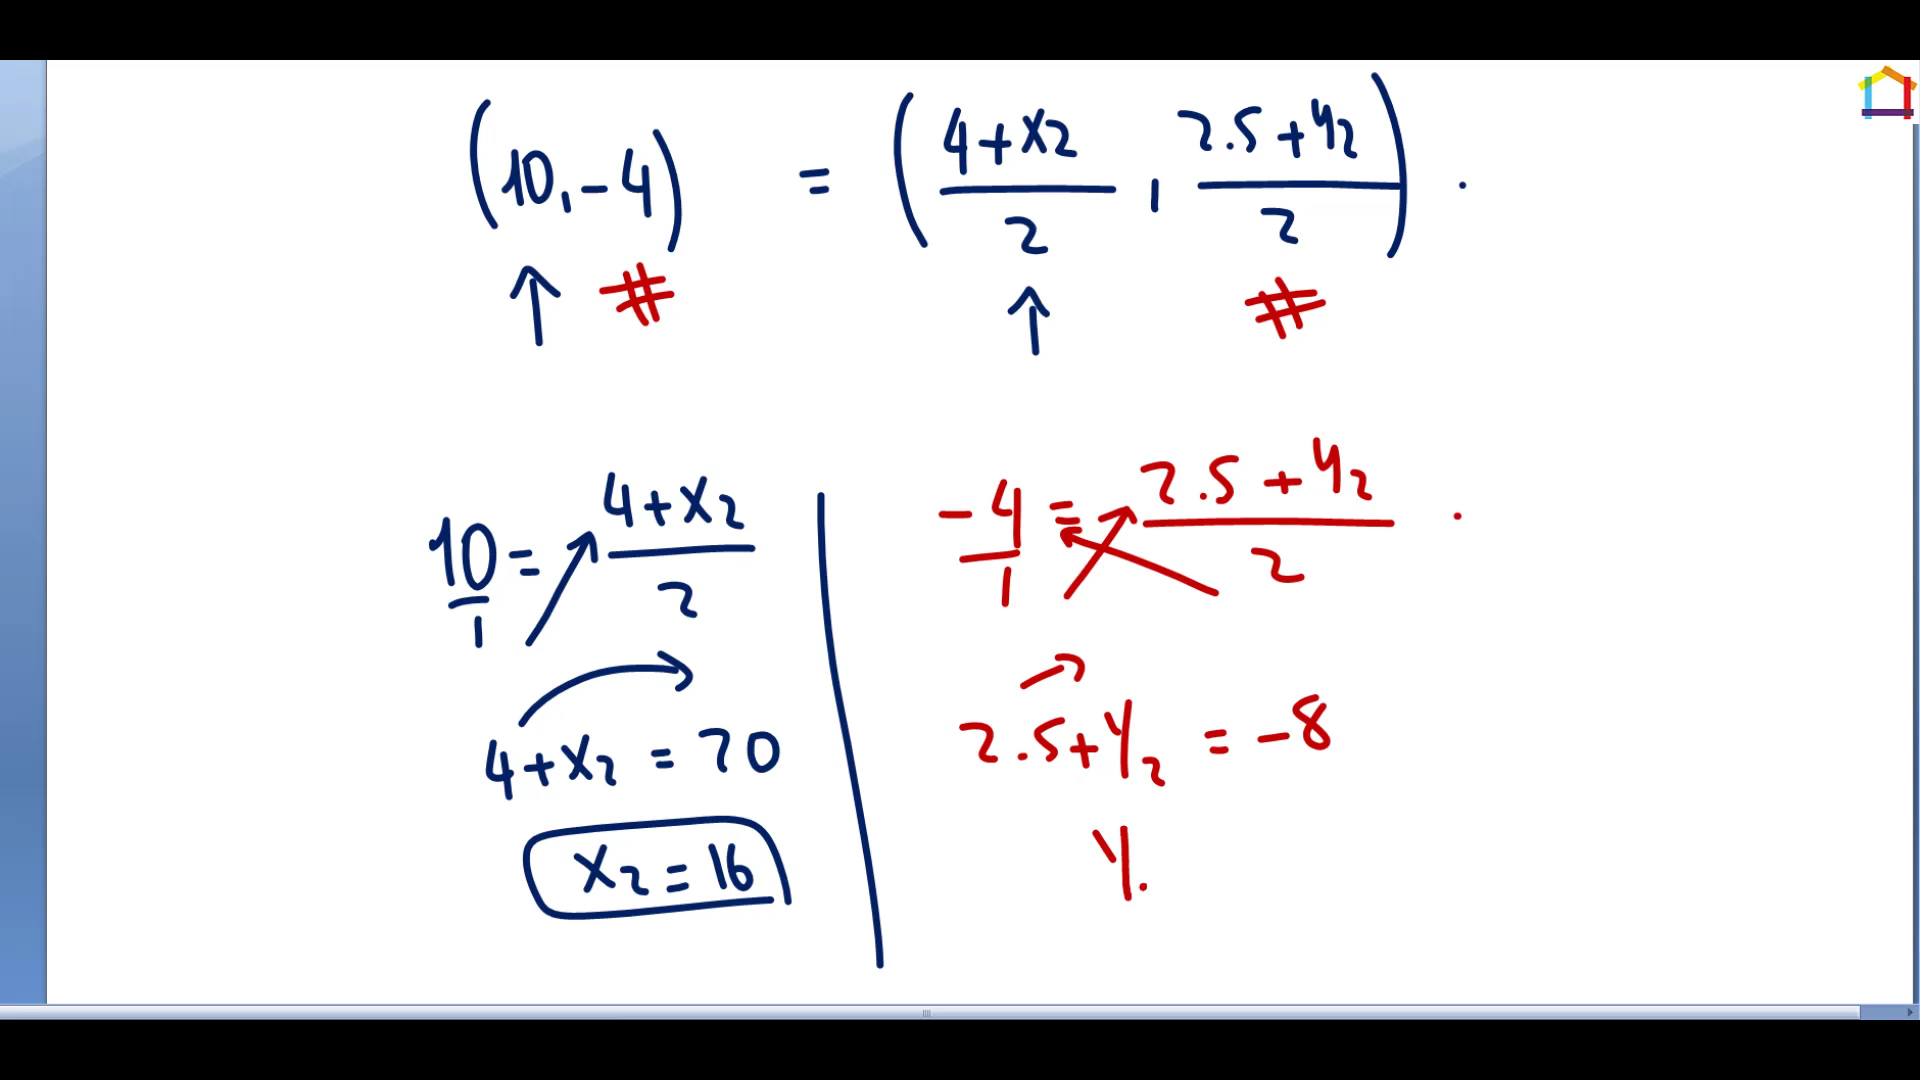 (10, -4) = (4+x2/2, 2.5+y2/2)
10/1 = 4+x2/2
4+x2 = 20
x2 = 16
-4/1 = 2.5+y2/2
2.5+y2 = -8
y